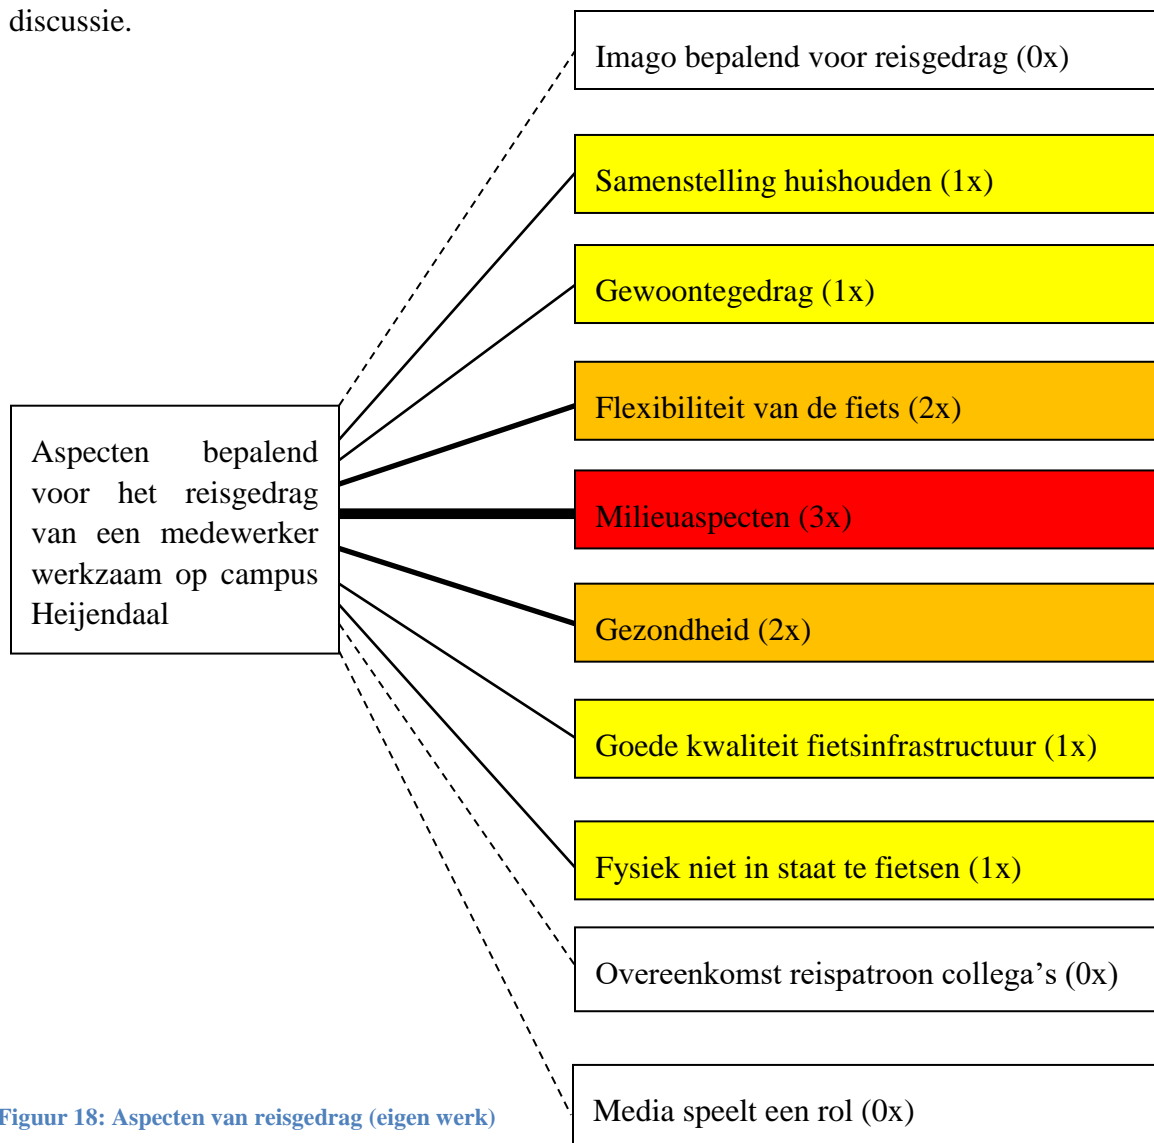 discussie.
Imago bepalend voor reisgedrag (0x)
Samenstelling huishouden (1x)
Gewoontegedrag (1x)
Flexibiliteit van de fiets (2x)
Aspecten bepalend
voor het reisgedrag
van een medewerker
werkzaam op campus
Heijendaal
Milieuaspecten (3x)
Gezondheid (2x)
Goede kwaliteit fietsinfrastructuur (1x)
Fysiek niet in staat te fietsen (1x)
Overeenkomst reispatroon collega’s (0x)
Media speelt een rol (0x)
Figuur 18: Aspecten van reisgedrag (eigen werk)